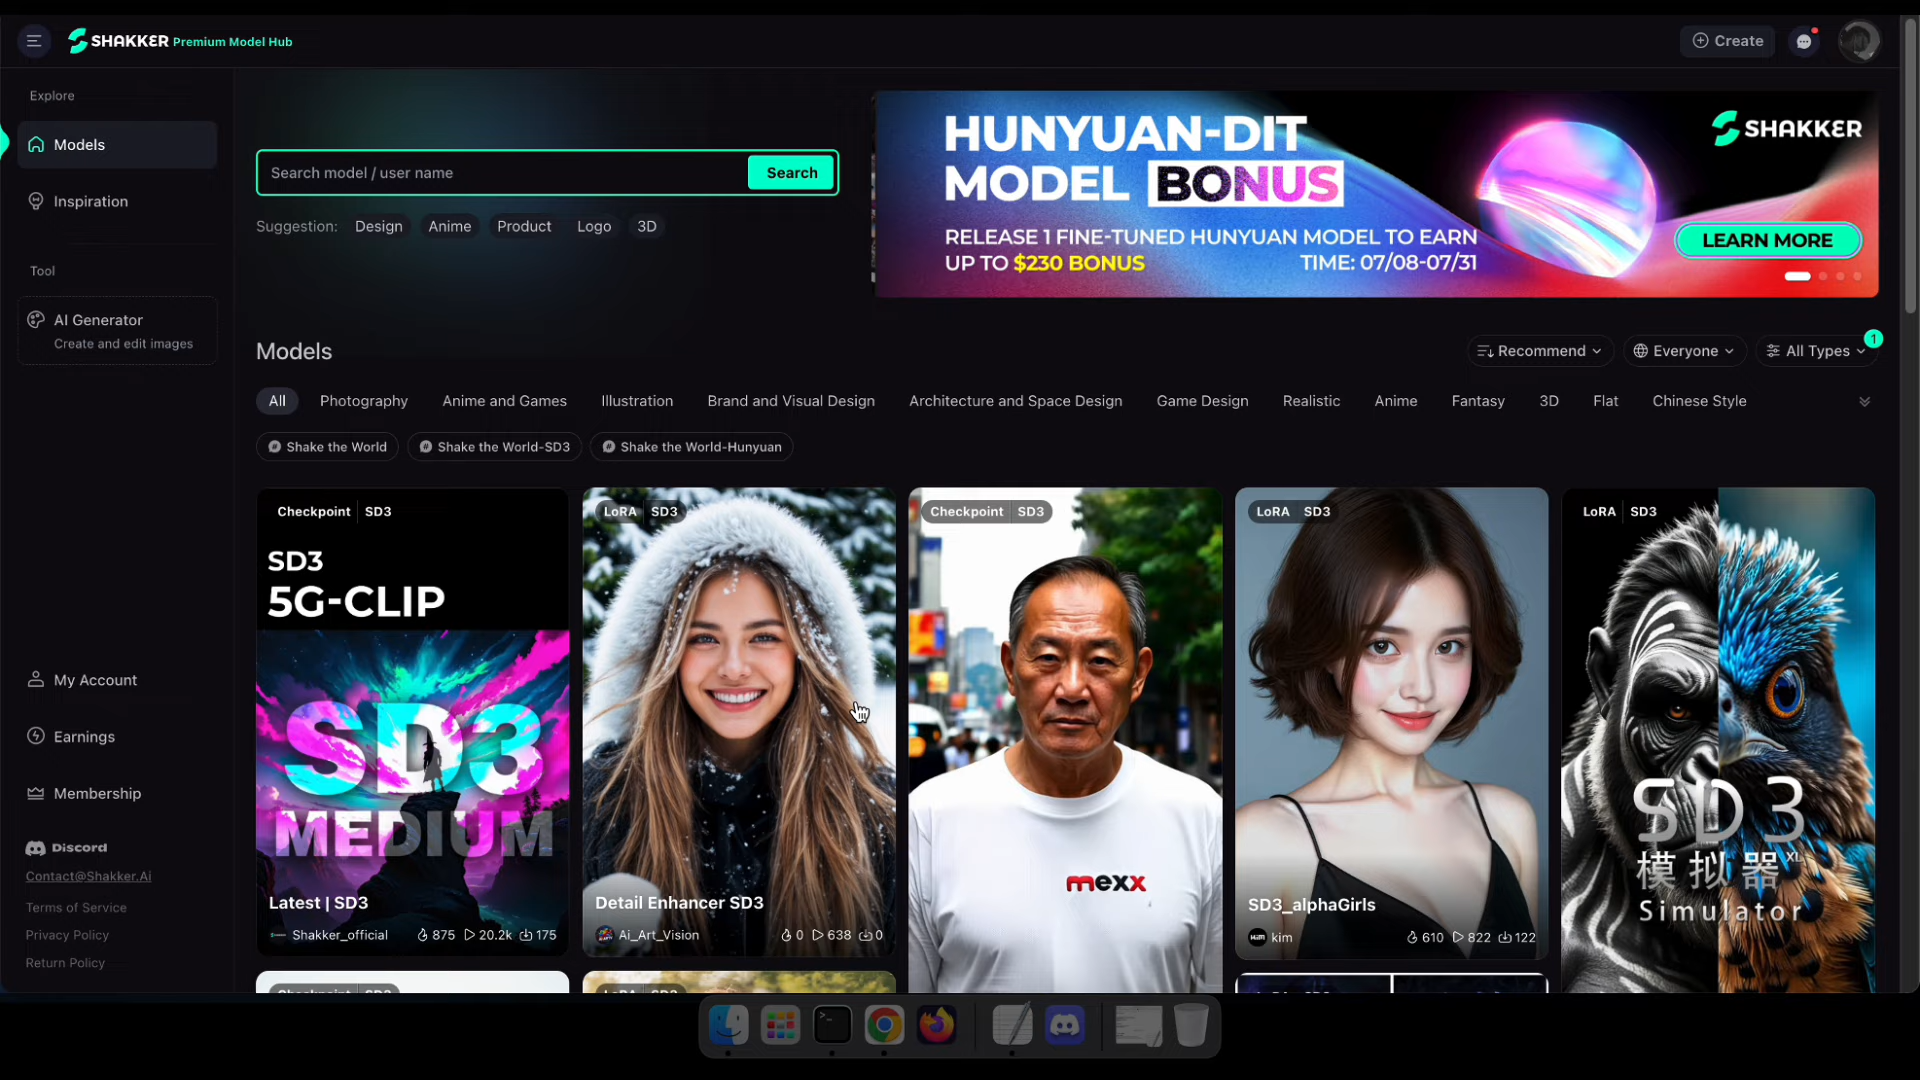 SHAKKER Premium Model Hub
Create
Explore
Models
Inspiration
Tool
AI Generator
Create and edit images
My Account
Earnings
Membership
Discord
Contact@Shakker.Ai
Terms of Service
Privacy Policy
Return Policy
Search model / user name
Search
Suggestion: Design Anime Product Logo 3D
HUNYUAN-DIT
MODEL BONUS
RELEASE 1 FINE-TUNED HUNYUAN MODEL TO EARN
UP TO $230 BONUS TIME: 07/08-07/31
SHAKKER
LEARN MORE
Models
Recommend Everyone All Types 1
All Photography Anime and Games Illustration Brand and Visual Design Architecture and Space Design Game Design Realistic Anime Fantasy 3D Flat Chinese Style
Shake the World Shake the World-SD3 Shake the World-Hunyuan
Checkpoint SD3
SD3
5G-CLIP
SD3
MEDIUM
Latest | SD3
Shakker_official 875 20.2k 175
LoRA SD3
Detail Enhancer SD3
Ai_Art_Vision 0 638 0
Checkpoint SD3
mexx
LoRA SD3
SD3_alphaGirls
kim 610 822 122
LoRA SD3
SD3
模拟器 XL
Simulator
Checkpoint SD3
LoRA SD3